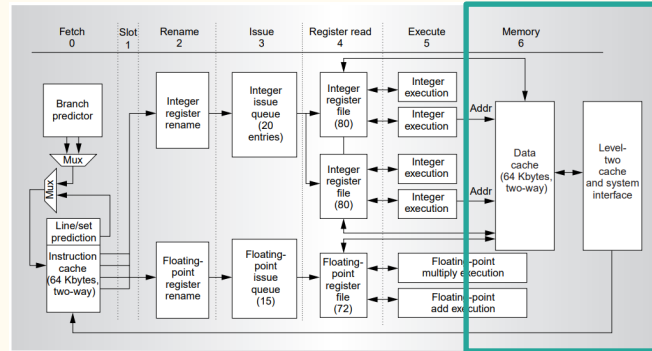 Fetch
0
Slot
1
Rename
2
Issue
3
Register read
4
Execute
5
Memory
6
Branch
predictor
Mux
Mux
Line/set
prediction
Instruction
cache
(64 Kbytes,
two-way)
Integer
register
rename
Integer
issue
queue
(20
entries)
Integer
register
file
(80)
Integer
register
file
(80)
Integer
execution
Integer
execution
Integer
execution
Integer
execution
Addr
Addr
Data
cache
(64 Kbytes,
two-way)
Level-
two
cache
and system
interface
Floating-
point
register
rename
Floating-
point
issue
queue
(15)
Floating-
point
register
file
(72)
Floating-point
multiply execution
Floating-point
add execution